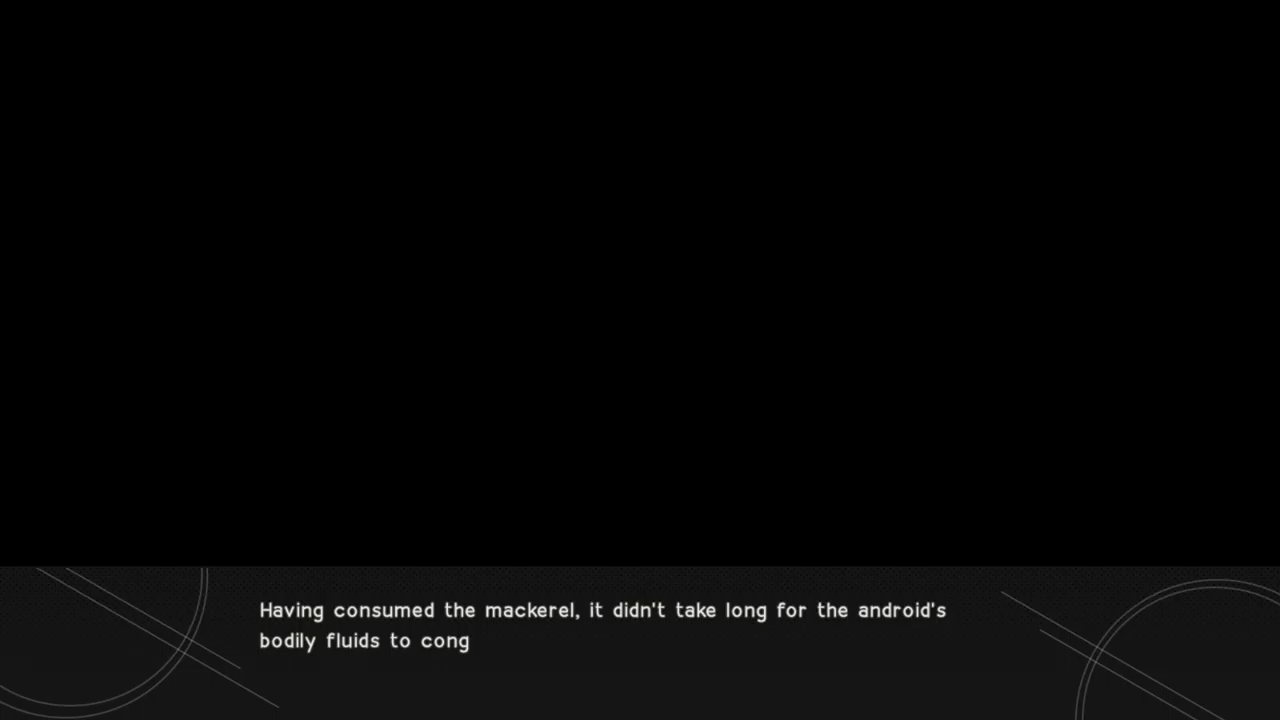 Having consumed the mackerel, it didn't take long for the android's
bodily fluids to cong